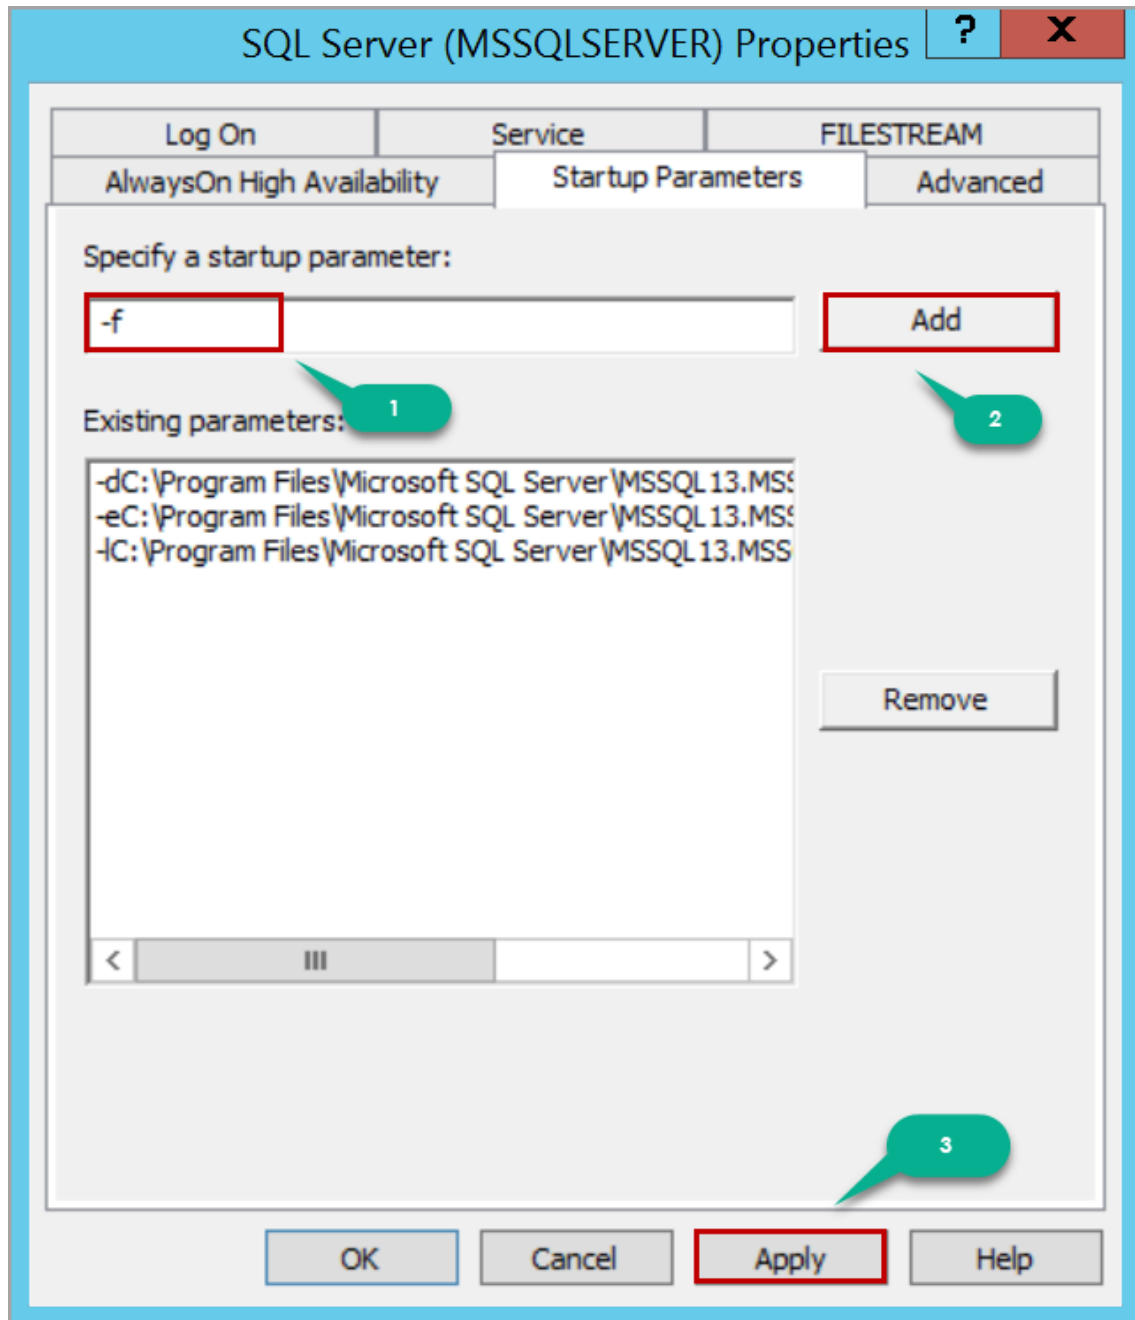 SQL Server (MSSQLSERVER) Properties ? X
Log On Service FILESTREAM
AlwaysOn High Availability Startup Parameters Advanced
Specify a startup parameter:
-f Add
1
2
Existing parameters:
-dC:\Program Files\Microsoft SQL Server\MSSQL13.MSS
-eC:\Program Files\Microsoft SQL Server\MSSQL13.MSS
-lC:\Program Files\Microsoft SQL Server\MSSQL13.MSS
Remove
3
OK Cancel Apply Help